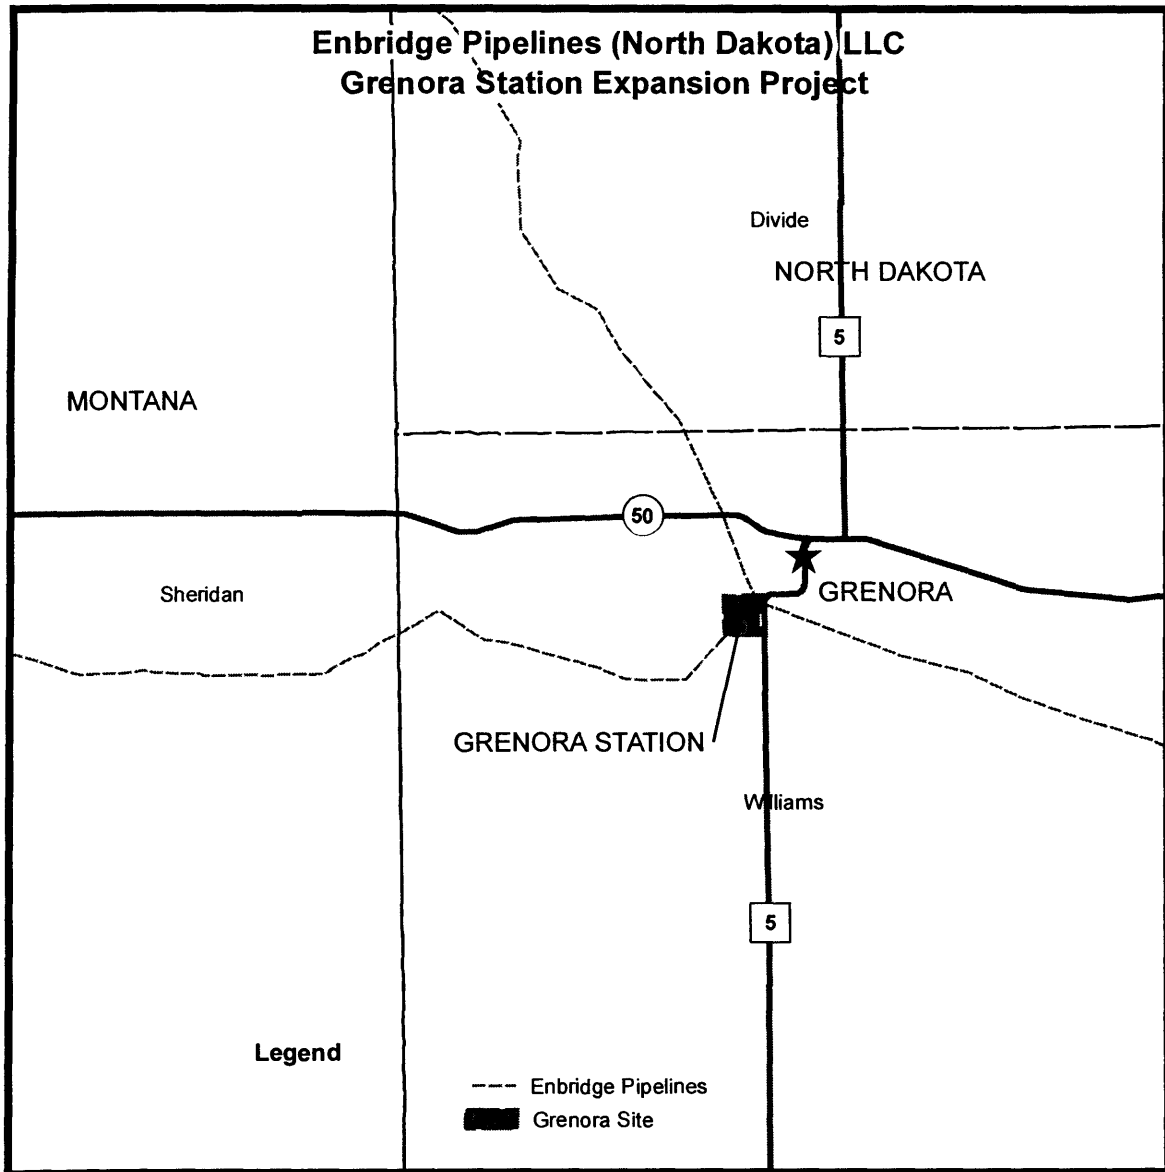 Enbridge Pipelines (North Dakota) LLC
Grenora Station Expansion Project
Divide
NORTH DAKOTA
5
MONTANA
50
Sheridan
GRENORA
GRENORA STATION
Williams
5
Legend
Enbridge Pipelines
Grenora Site